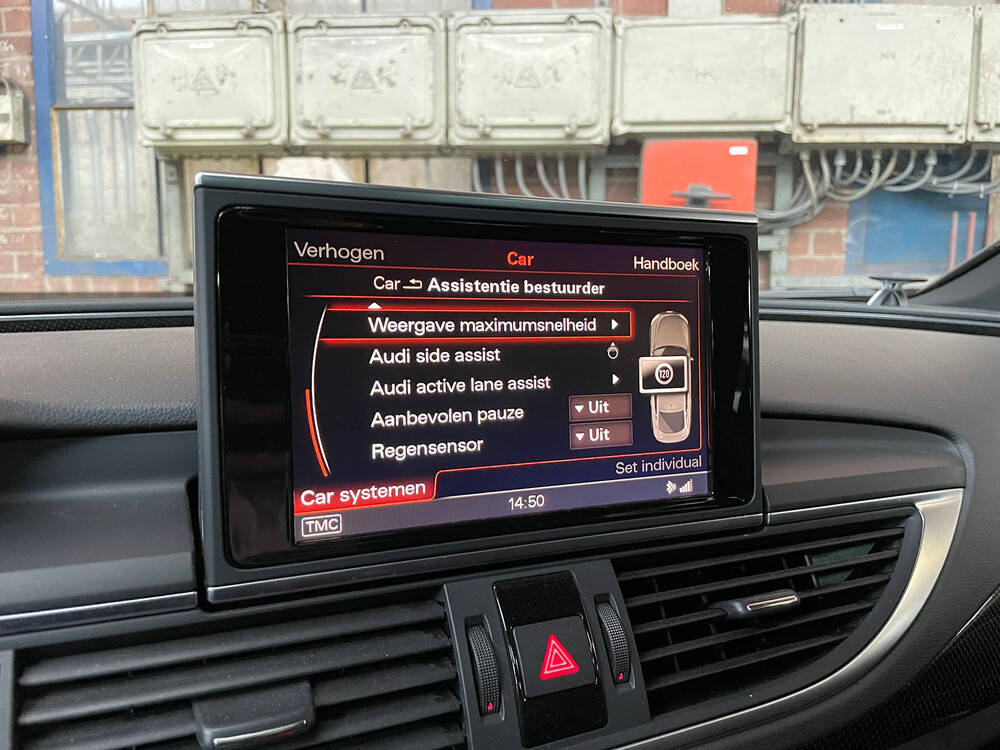 Verhogen
Car
Handboek
Car Assistentie bestuurder
Weergave maximumsnelheid
Audi side assist
Audi active lane assist
Aanbevolen pauze Uit
Regensensor Uit
120
Set individual
Car systemen
14:50
TMC